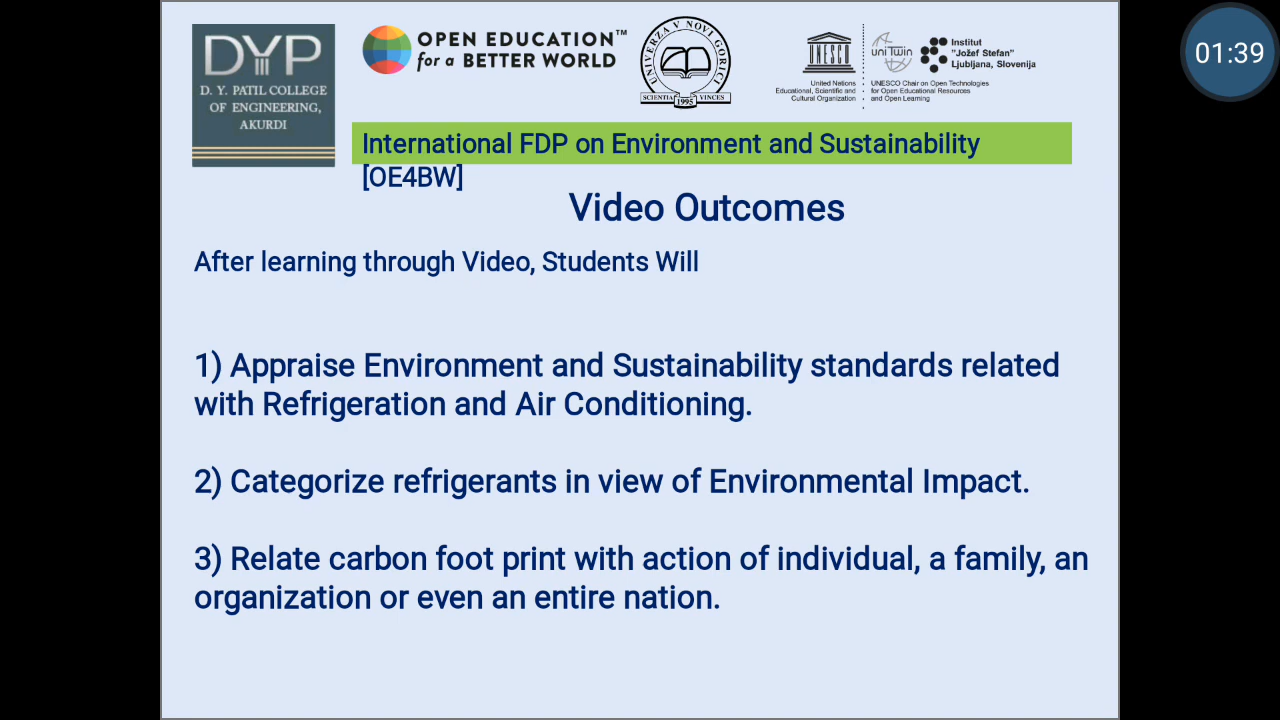 DYP
D. Y. PATIL COLLEGE
OF ENGINEERING,
AKURDI
OPEN EDUCATION™
for a BETTER WORLD
UNIVERZA V NOVI GORICI
SCIENTIA VINCES
1995
UNESCO
United Nations
Educational, Scientific and
Cultural Organization
uni Twin
Institut
"Jožef Stefan"
Ljubljana, Slovenija
UNESCO Chair on Open Technologies
for Open Educational Resources
and Open Learning
01:39
International FDP on Environment and Sustainability
[OE4BW]
Video Outcomes
After learning through Video, Students Will
1) Appraise Environment and Sustainability standards related
with Refrigeration and Air Conditioning.
2) Categorize refrigerants in view of Environmental Impact.
3) Relate carbon foot print with action of individual, a family, an
organization or even an entire nation.